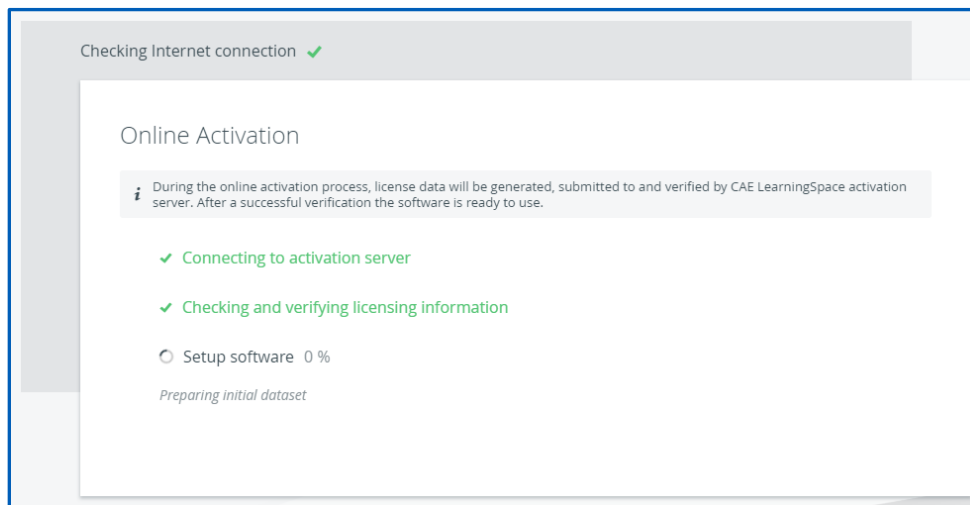 Checking Internet connection
Online Activation
During the online activation process, license data will be generated, submitted to and verified by CAE LearningSpace activation
server. After a successful verification the software is ready to use.
Connecting to activation server
Checking and verifying licensing information
Setup software 0 %
Preparing initial dataset